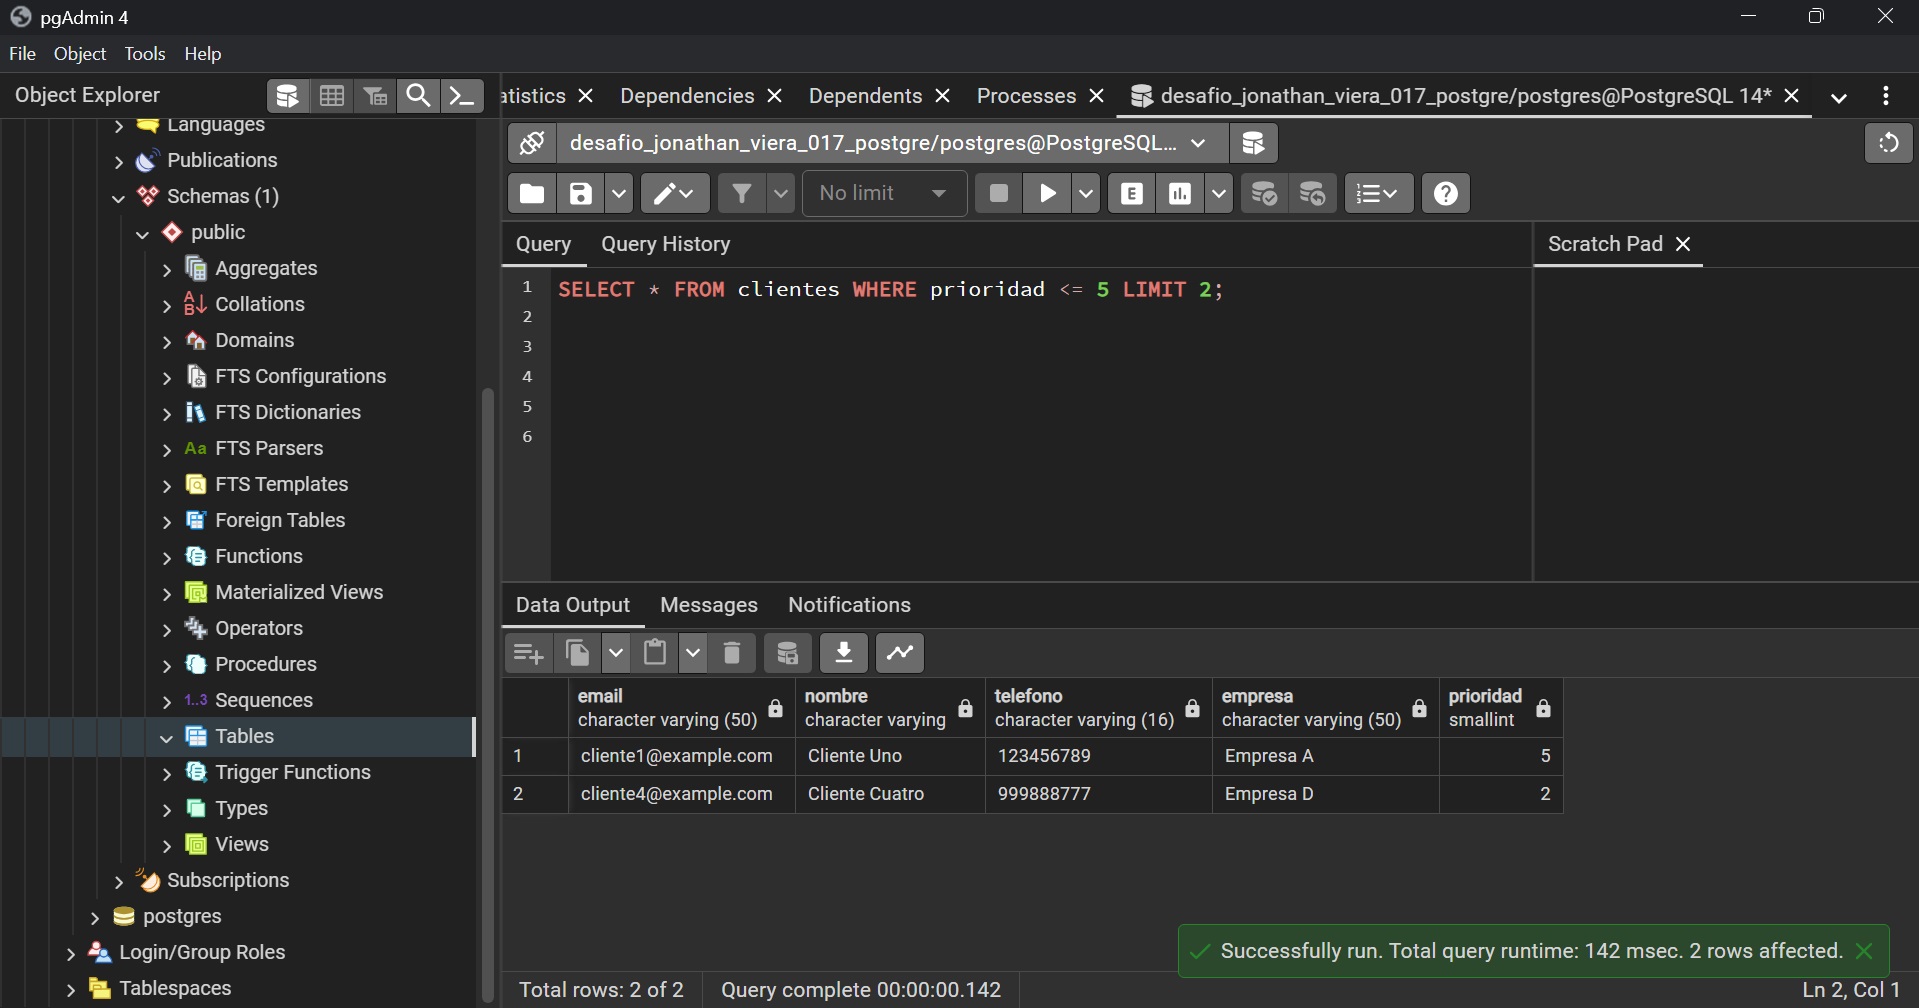 pgAdmin 4
File Object Tools Help
Object Explorer
Languages
Publications
Schemas (1)
public
Aggregates
Collations
Domains
FTS Configurations
FTS Dictionaries
Aa FTS Parsers
FTS Templates
Foreign Tables
Functions
Materialized Views
Operators
Procedures
1..3 Sequences
Tables
Trigger Functions
Types
Views
Subscriptions
postgres
Login/Group Roles
Tablespaces
tistics Dependencies Dependents Processes desafio_jonathan_viera_017_postgre/postgres@PostgreSQL 14*
desafio_jonathan_viera_017_postgre/postgres@PostgreSQL...
No limit E
Query Query History Scratch Pad
1 SELECT * FROM clientes WHERE prioridad <= 5 LIMIT 2;
2
3
4
5
6
Data Output Messages Notifications
email nombre telefono empresa prioridad
character varying (50) character varying character varying (16) character varying (50) smallint
1 cliente1@example.com Cliente Uno 123456789 Empresa A 5
2 cliente4@example.com Cliente Cuatro 999888777 Empresa D 2
Successfully run. Total query runtime: 142 msec. 2 rows affected.
Total rows: 2 of 2 Query complete 00:00:00.142 Ln 2, Col 1